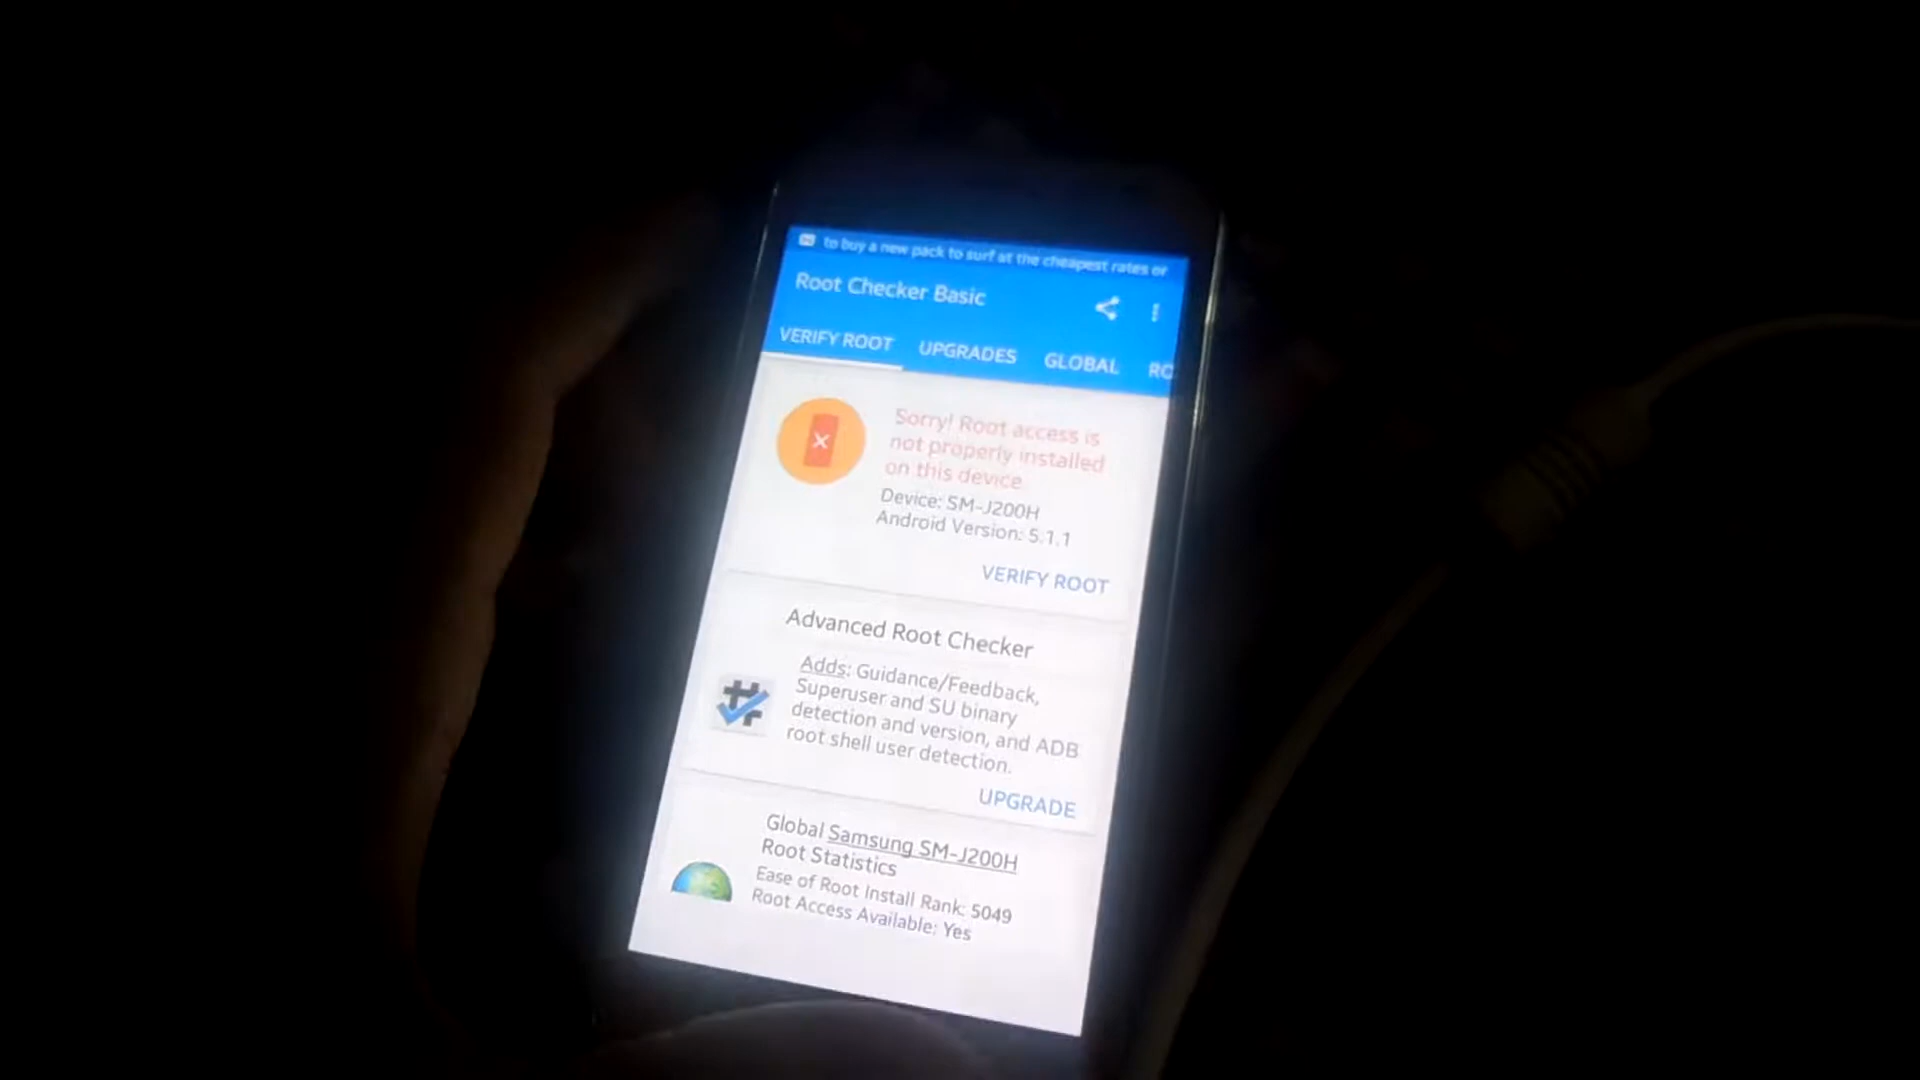 to buy a new pack to surf at the cheapest rates or
Root Checker Basic
VERIFY ROOT UPGRADES GLOBAL RO
Sorry! Root access is
not properly installed
on this device
Device: SM-J200H
Android Version: 5.1.1
VERIFY ROOT
Advanced Root Checker
Adds: Guidance/Feedback,
Superuser and SU binary
detection and version, and ADB
root shell user detection.
UPGRADE
Global Samsung SM-J200H
Root Statistics
Ease of Root Install Rank: 5049
Root Access Available: Yes